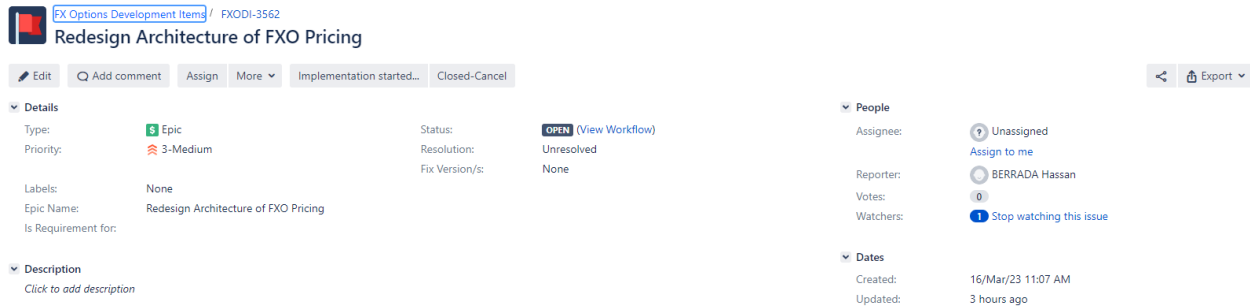 FX Options Development Items / FXODI-3562
Redesign Architecture of FXO Pricing
Edit Add comment Assign More Implementation started... Closed-Cancel Export
Details
Type: $ Epic Status: OPEN (View Workflow)
Priority: 3-Medium Resolution: Unresolved
Fix Version/s: None
Labels: None
Epic Name: Redesign Architecture of FXO Pricing
Is Requirement for:
Description
Click to add description
People
Assignee: ? Unassigned
Assign to me
Reporter: BERRADA Hassan
Votes: 0
Watchers: 1 Stop watching this issue
Dates
Created: 16/Mar/23 11:07 AM
Updated: 3 hours ago